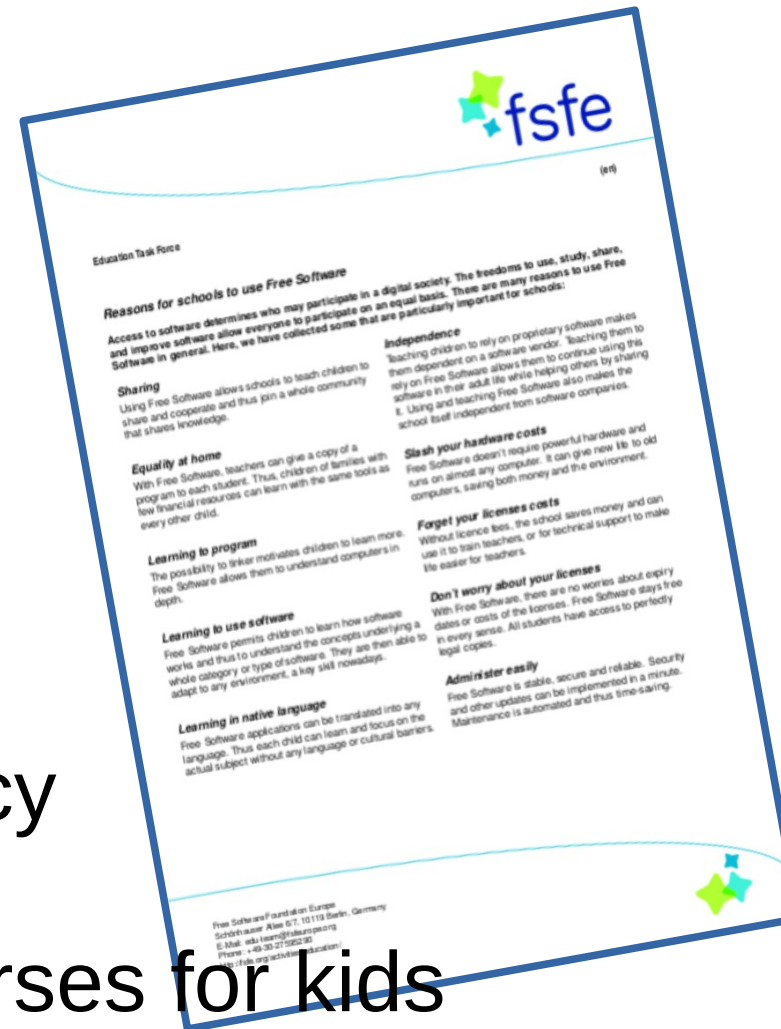 fsfe
(en)
Education Task Force
Reasons for schools to use Free Software
Access to software determines who may participate in a digital society. The freedoms to use, study, share,
and improve software allow everyone to participate on an equal basis. There are many reasons to use Free
Software in general. Here, we have collected some that are particularly important for schools:
Sharing
Using Free Software allows schools to teach children to
share and cooperate and thus join a whole community
that shares knowledge.
Equality at home
With Free Software, teachers can give a copy of a
program to each student. Thus, children of families with
few financial resources can learn with the same tools as
every other child.
Learning to program
The possibility to tinker motivates children to learn more.
Free Software allows them to understand computers in
depth.
Learning to use software
Free Software permits children to learn how software
works and thus to understand the concepts underlying a
whole category or type of software. They are then able to
adapt to any environment, a key skill nowadays.
Learning in native language
Free Software applications can be translated into any
language. Thus each child can learn and focus on the
actual subject without any language or cultural barriers.
Independence
Teaching children to rely on proprietary software makes
them dependent on a software vendor. Teaching them to
rely on Free Software allows them to continue using this
software in their adult life while helping others by sharing
it. Using and teaching Free Software also makes the
school itself independent from software companies.
Slash your hardware costs
Free Software doesn't require powerful hardware and
runs on almost any computer. It can give new life to old
computers, saving both money and the environment.
Forget your licenses costs
Without licence fees, the school saves money and can
use it to train teachers, or for technical support to make
life easier for teachers.
Don't worry about your licenses
With Free Software, there are no worries about expiry
dates or costs of the licenses. Free Software stays free
in every sense. All students have access to perfectly
legal copies.
Administer easily
Free Software is stable, secure and reliable. Security
and other updates can be implemented in a minute.
Maintenance is automated and thus time-saving.
cy
Free Software Foundation Europe
Schönhauser Allee 6/7, 10119 Berlin, Germany
E-Mail: edu-team@fsfeurope.org
Phone: +49-30-27595290
fsfe.org/activities/education/
rses for kids